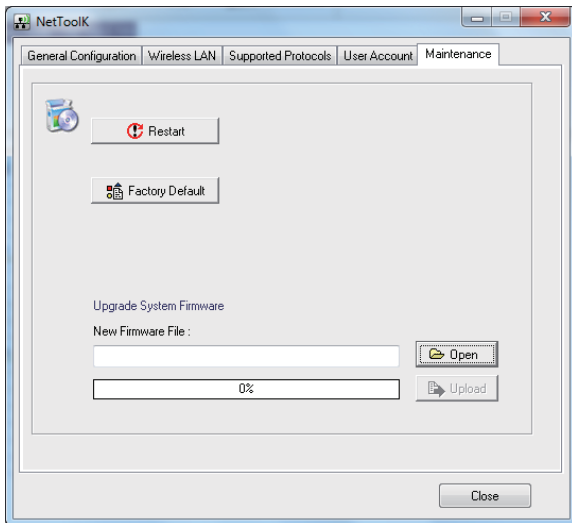 NetToolK
General Configuration Wireless LAN Supported Protocols User Account Maintenance
Restart
Factory Default
Upgrade System Firmware
New Firmware File :
Open
0%
Upload
Close